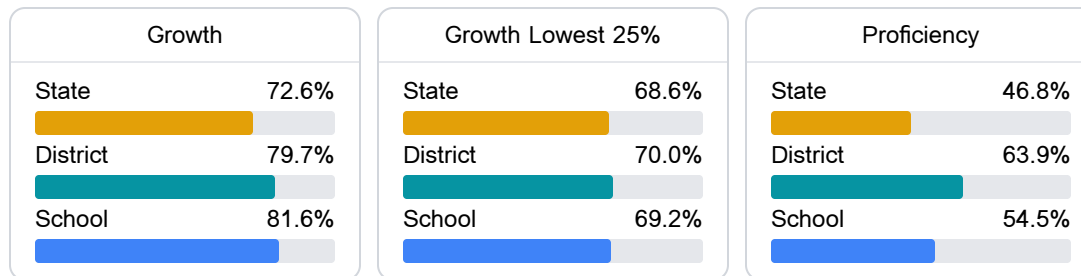 Growth
State 72.6%
District 79.7%
School 81.6%
Growth Lowest 25%
State 68.6%
District 70.0%
School 69.2%
Proficiency
State 46.8%
District 63.9%
School 54.5%